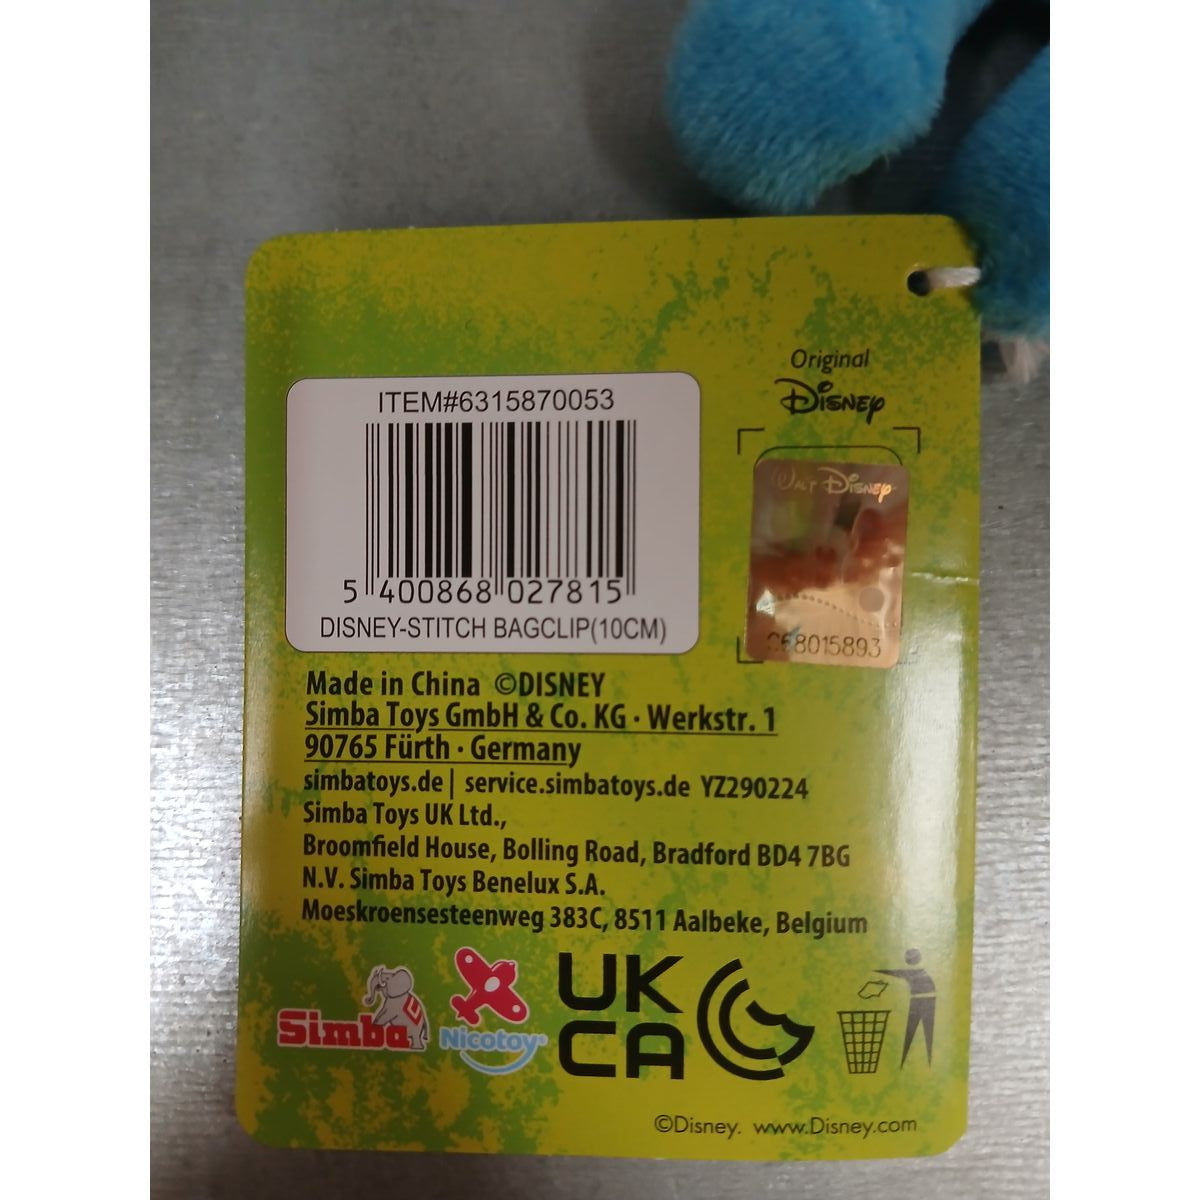 ITEM#6315870053
5 400868 027815
DISNEY-STITCH BAGCLIP(10CM)
Original
Disney
WALT Disney
68015893
Made in China ©DISNEY
Simba Toys GmbH & Co. KG · Werkstr. 1
90765 Fürth · Germany
simbatoys.de | service.simbatoys.de YZ290224
Simba Toys UK Ltd.,
Broomfield House, Bolling Road, Bradford BD4 7BG
N.V. Simba Toys Benelux S.A.
Moeskroensesteenweg 383C, 8511 Aalbeke, Belgium
Simba
Nicotoy®
UK
CA
©Disney. www.Disney.com